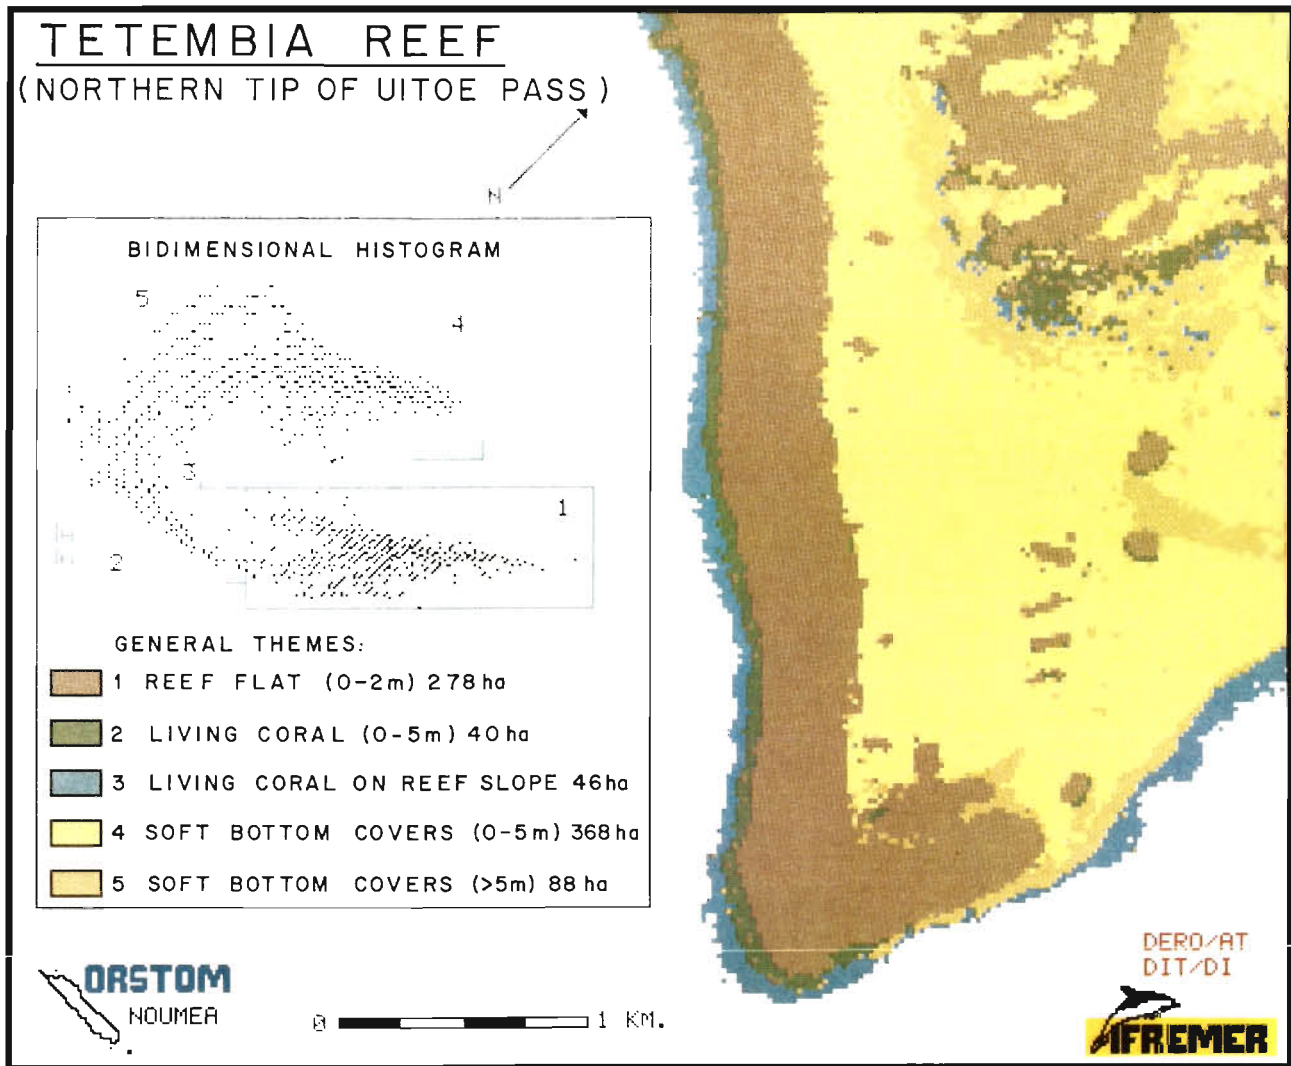 TETEMBIA REEF
(NORTHERN TIP OF UITOE PASS)
N
BIDIMENSIONAL HISTOGRAM
5
4
3
1
2
GENERAL THEMES:
1 REEF FLAT (0-2m) 278 ha
2 LIVING CORAL (0-5m) 40 ha
3 LIVING CORAL ON REEF SLOPE 46 ha
4 SOFT BOTTOM COVERS (0-5m) 368 ha
5 SOFT BOTTOM COVERS (>5m) 88 ha
ORSTOM
NOUMEA
0 1 KM.
DERO/AT
DIT/DI
IFREMER